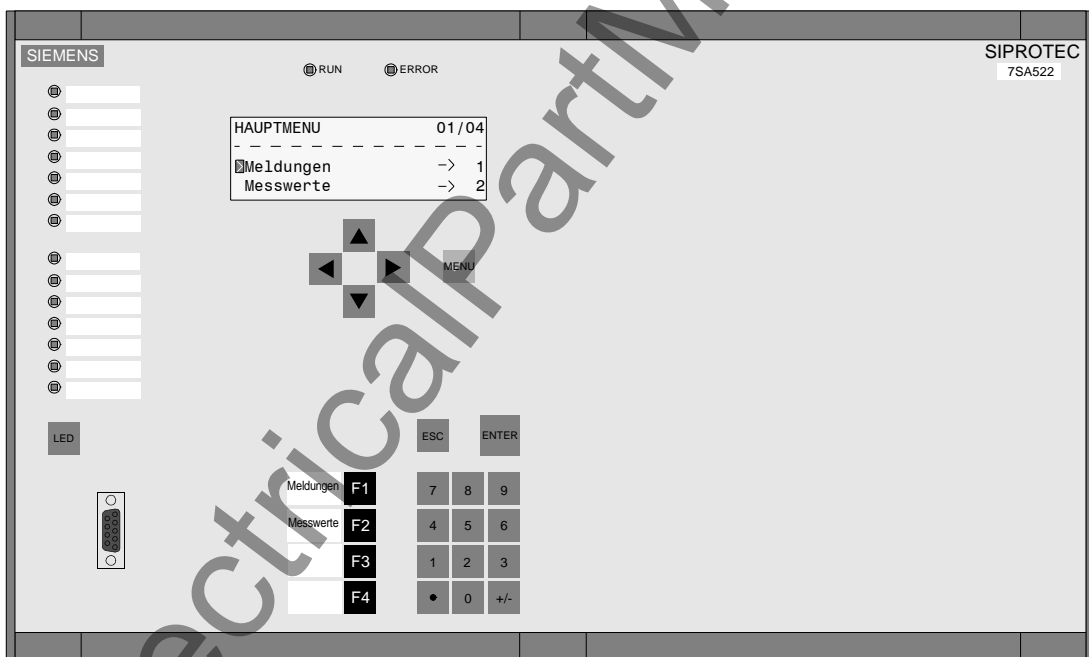 SIEMENS
SIPROTEC
7SA522
RUN
ERROR
HAUPTMENU 01/04
Meldungen -> 1
Messwerte -> 2
MENU
LED
ESC
ENTER
Meldungen F1
7 8 9
Messwerte F2
4 5 6
F3
1 2 3
F4
0 +/-
ectricalPartM